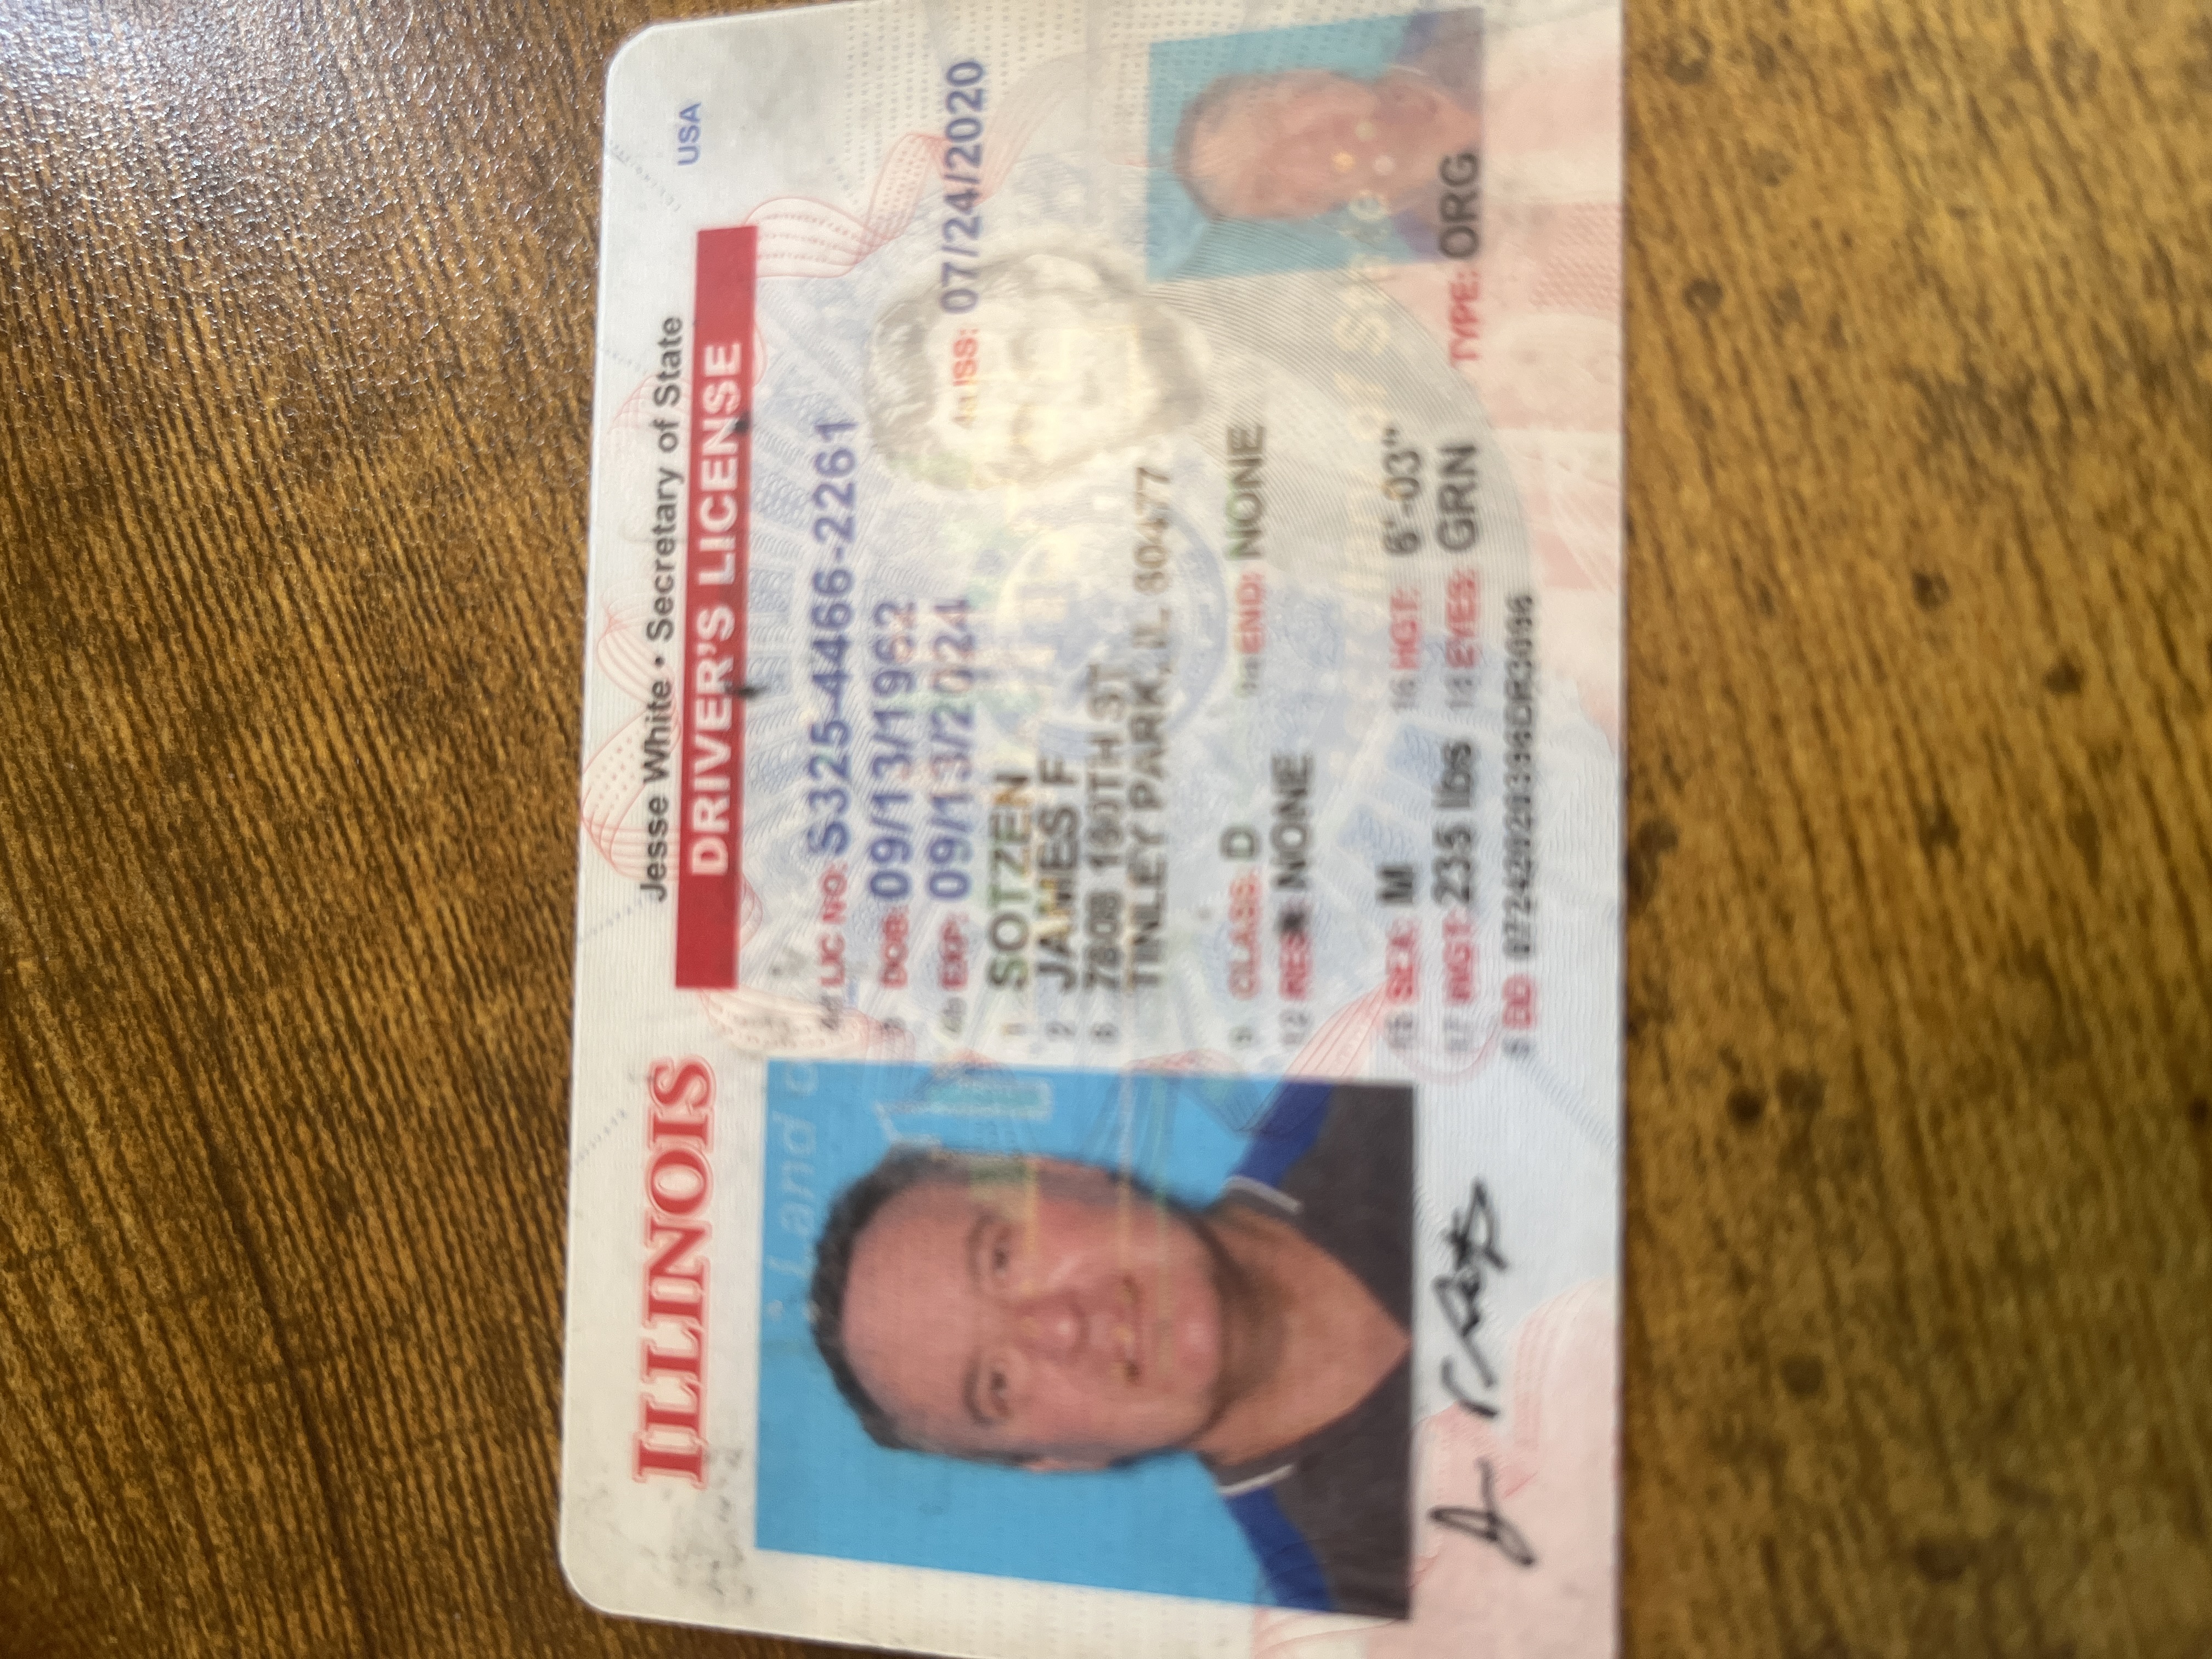 ILLINOIS
Jesse White • Secretary of State
USA
DRIVER'S LICENSE
Land o
4d LIC NO: S325-4466-2261
3 DOB: 09/13/1962
4b EXP: 09/13/2024
4a ISS: 07/24/2020
1 SOTZEN
2 JAMES F
8 7808 160TH ST
TINLEY PARK, IL 60477
9 CLASS: D
9a END: NONE
12 REST: NONE
of State
15 SEX: M
16 HGT: 6'-03"
17 WGT: 235 lbs
18 EYES: GRN
TYPE: ORG
5 DD